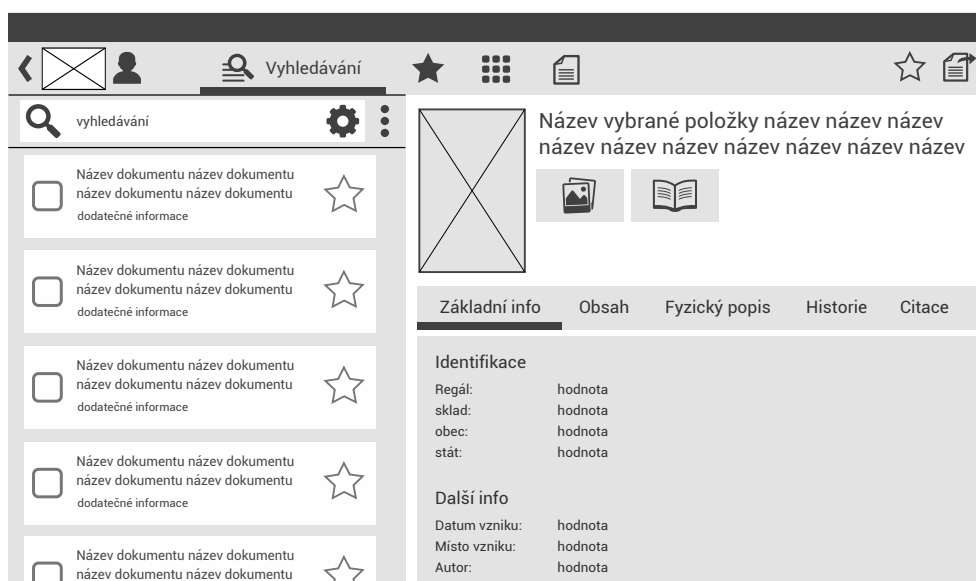 Vyhledávání
vyhledávání
Název dokumentu název dokumentu
název dokumentu název dokumentu
dodatečné informace
Název dokumentu název dokumentu
název dokumentu název dokumentu
dodatečné informace
Název dokumentu název dokumentu
název dokumentu název dokumentu
dodatečné informace
Název dokumentu název dokumentu
název dokumentu název dokumentu
dodatečné informace
Název dokumentu název dokumentu
název dokumentu název dokumentu
Název vybrané položky název název název
název název název název název název název
Základní info Obsah Fyzický popis Historie Citace
Identifikace
Regál: hodnota
sklad: hodnota
obec: hodnota
stát: hodnota
Další info
Datum vzniku: hodnota
Místo vzniku: hodnota
Autor: hodnota